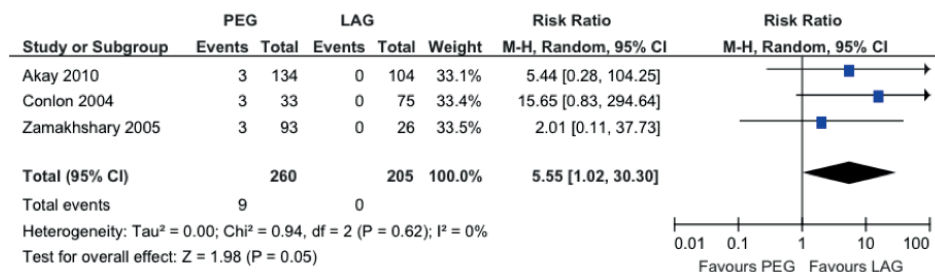 PEG LAG Risk Ratio Risk Ratio
Study or Subgroup Events Total Events Total Weight M-H, Random, 95% CI M-H, Random, 95% CI
Akay 2010 3 134 0 104 33.1% 5.44 [0.28, 104.25]
Conlon 2004 3 33 0 75 33.4% 15.65 [0.83, 294.64]
Zamakhshary 2005 3 93 0 26 33.5% 2.01 [0.11, 37.73]
Total (95% CI) 260 205 100.0% 5.55 [1.02, 30.30]
Total events 9 0
Heterogeneity: Tau² = 0.00; Chi² = 0.94, df = 2 (P = 0.62); I² = 0%
Test for overall effect: Z = 1.98 (P = 0.05)
0.01 0.1 1 10 100
Favours PEG Favours LAG